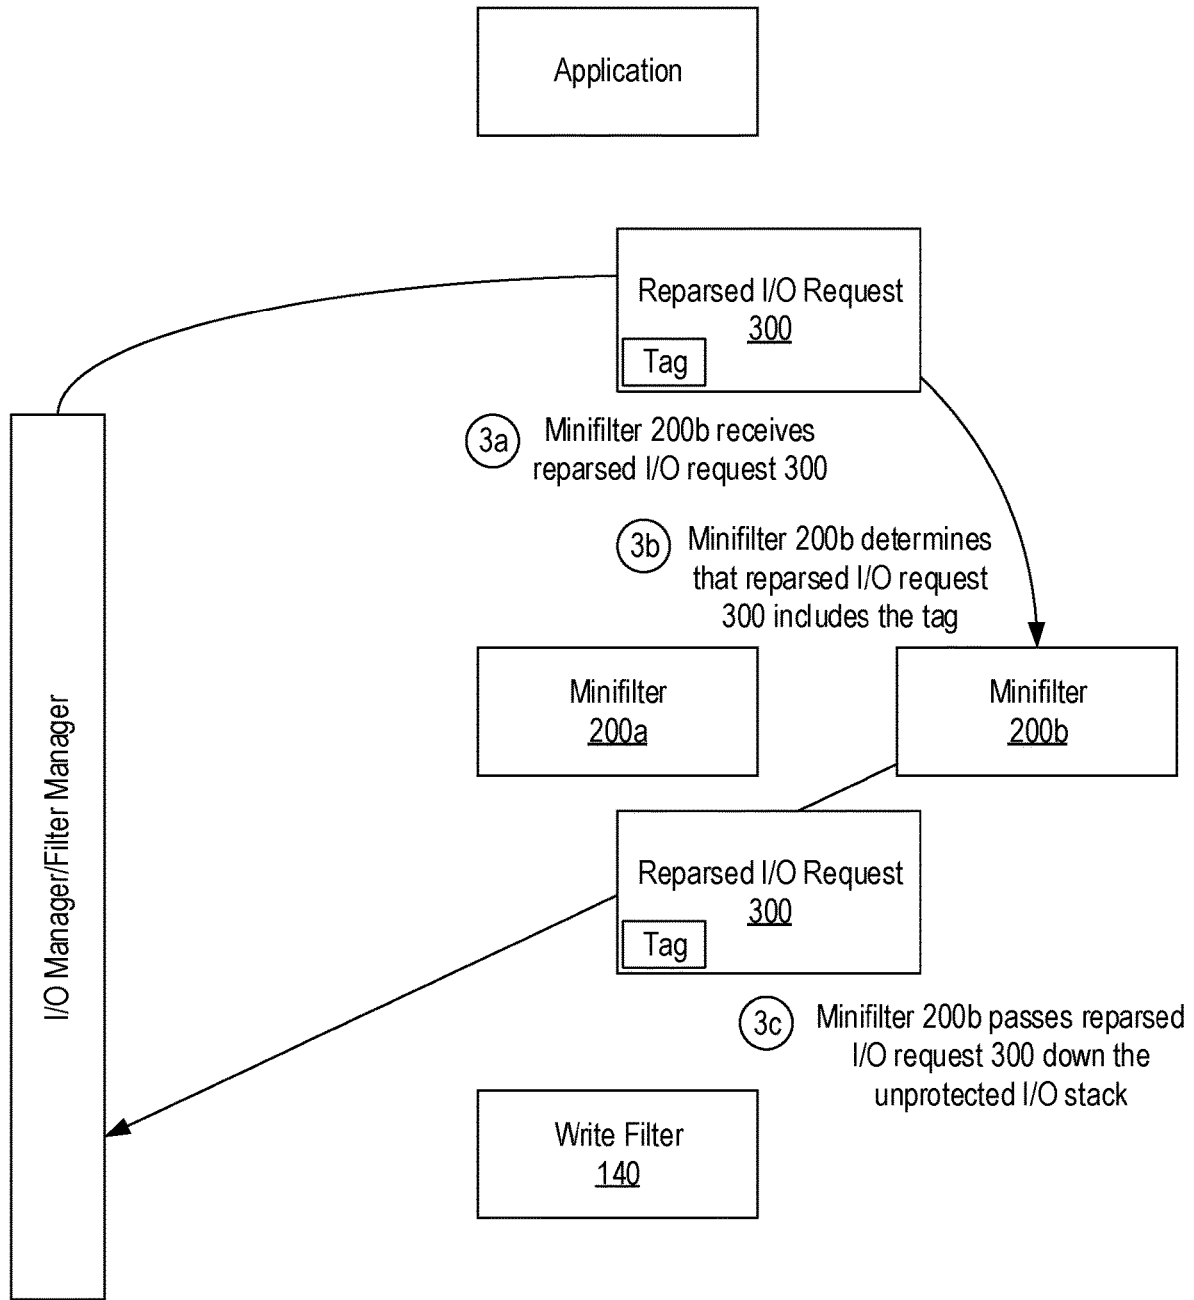 Application
Reparsed I/O Request
300
Tag
3a
Minifilter 200b receives
reparsed I/O request 300
3b
Minifilter 200b determines
that reparsed I/O request
300 includes the tag
I/O Manager/Filter Manager
Minifilter
200a
Minifilter
200b
Reparsed I/O Request
300
Tag
3c
Minifilter 200b passes reparsed
I/O request 300 down the
unprotected I/O stack
Write Filter
140